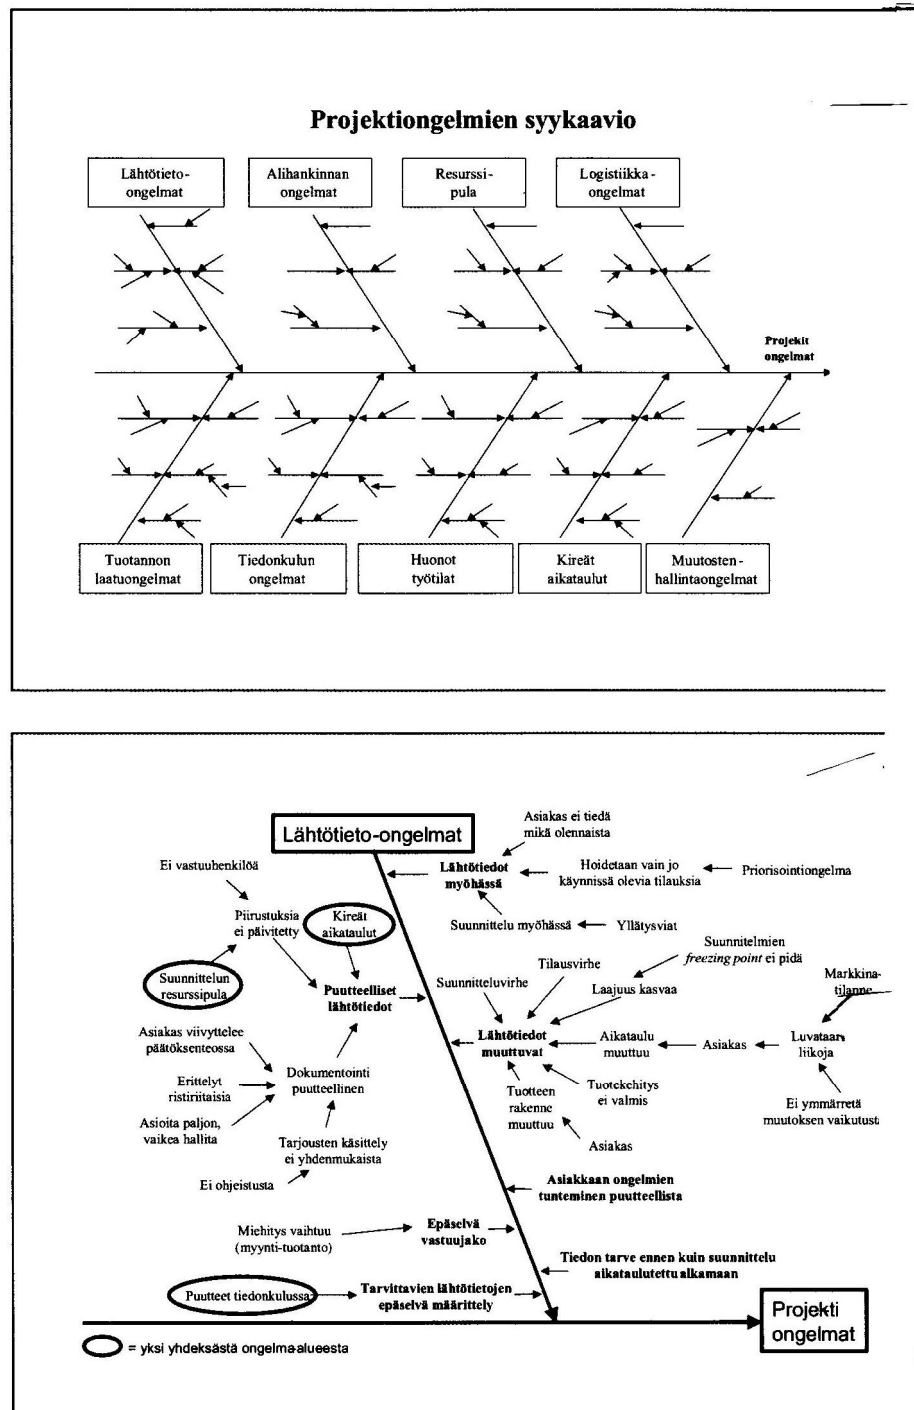 Projektiongelmien syykaavio
Lähtötieto-
ongelmat
Alihankinnan
ongelmat
Resurssi-
pula
Logistiikka-
ongelmat
Projekit
ongelmat
Tuotannon
laatuongelmat
Tiedonkulun
ongelmat
Huonot
työtilat
Kireät
aikataulut
Muutosten-
hallintaongelmat
Lähtötieto-ongelmat
Asiakas ei tiedä
mikä olennaista
Ei vastuuhenkilöä
Lähtötiedot
myöhässä
Hoidetaan vain jo
käynnissä olevia tilauksia
Priorisointiongelma
Piirustuksia
ei päivitetty
Kireät
aikataulut
Suunnittelu myöhässä
Yllätysviat
Suunnittelun
resurssipula
Puutteelliset
lähtötiedot
Suunnitteluvirhe
Tilausvirhe
Suunnitelmien
freezing point ei pidä
Laajuus kasvaa
Markkina-
tilanne
Asiakas viivyttelee
päätöksenteossa
Lähtötiedot
muuttuvat
Aikataulu
muuttuu
Asiakas
Luvataan
liikoja
Erittelyt
ristiriitaisia
Dokumentointi
puutteellinen
Tuotteen
rakenne
muuttuu
Tuotekehitys
ei valmis
Ei ymmärretä
muutoksen vaikutust
Asioita paljon,
vaikea hallita
Tarjousten käsittely
ei yhdenmukaista
Asiakas
Ei ohjeistusta
Asiakkaan ongelmien
tunteminen puutteellista
Miehitys vaihtuu
(myynti-tuotanto)
Epäselvä
vastuujako
Tiedon tarve ennen kuin suunnittelu
aikataulutettu alkamaan
Puutteet tiedonkulussa
Tarvittavien lähtötietojen
epäselvä määrittely
Projekti
ongelmat
= yksi yhdeksästä ongelma-alueesta